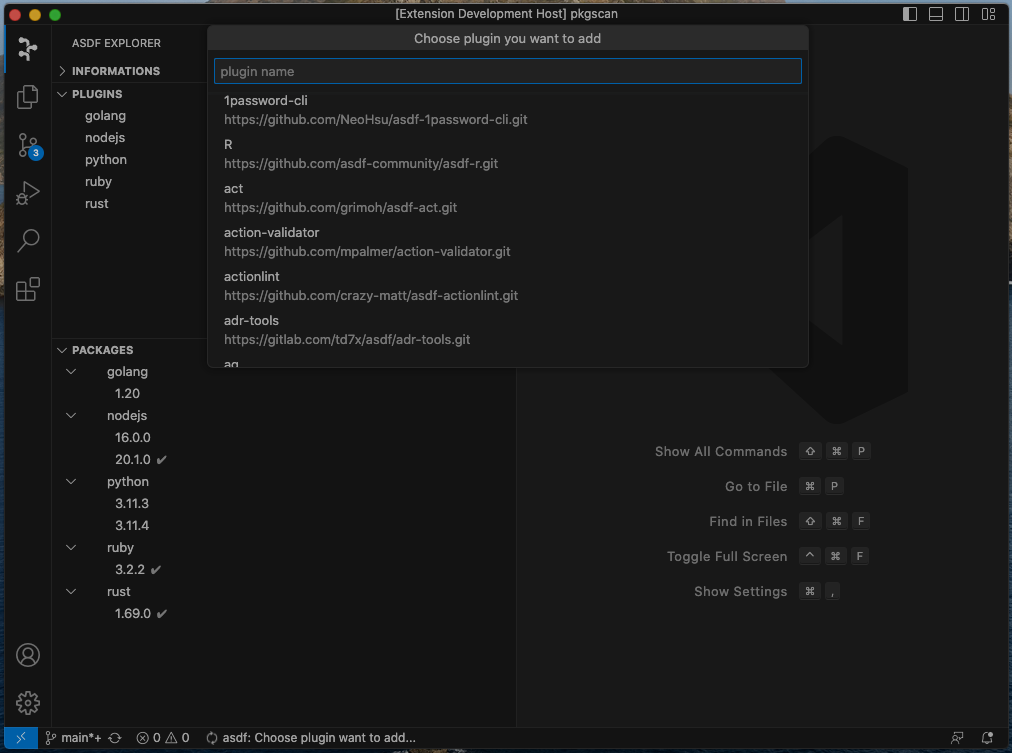 [Extension Development Host] pkgscan
ASDF EXPLORER
INFORMATIONS
PLUGINS
golang
nodejs
python
ruby
rust
Choose plugin you want to add
plugin name
1password-cli
https://github.com/NeoHsu/asdf-1password-cli.git
R
https://github.com/asdf-community/asdf-r.git
act
https://github.com/grimoh/asdf-act.git
action-validator
https://github.com/mpalmer/action-validator.git
actionlint
https://github.com/crazy-matt/asdf-actionlint.git
adr-tools
https://gitlab.com/td7x/asdf/adr-tools.git
ag
PACKAGES
golang
1.20
nodejs
16.0.0
20.1.0 ✔
python
3.11.3
3.11.4
ruby
3.2.2 ✔
rust
1.69.0 ✔
3
Show All Commands ⇧ ⌘ P
Go to File ⌘ P
Find in Files ⇧ ⌘ F
Toggle Full Screen ^ ⌘ F
Show Settings ⌘ ,
main*+ 0 0 asdf: Choose plugin want to add...